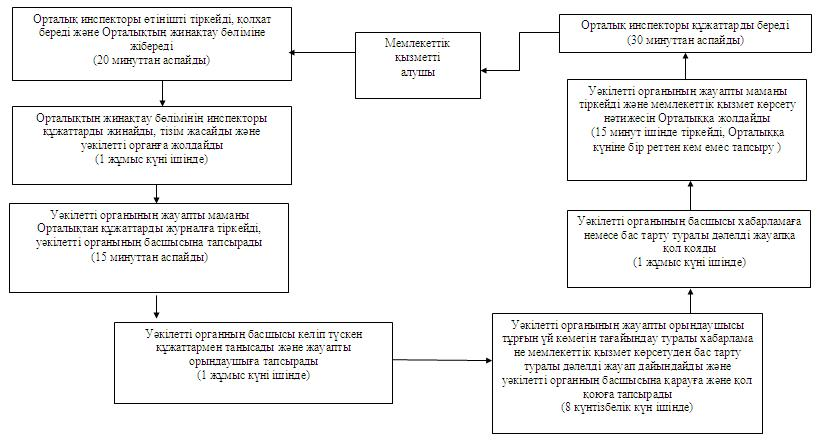 Орталық инспекторы өтінішті тіркейді, қолхат
береді және Орталықтың жинақтау бөліміне
жібереді
(20 минуттан аспайды)
Мемлекеттік
қызметті
алушы
Орталық инспекторы құжаттарды береді
(30 минуттан аспайды)
Орталықтың жинақтау бөлімінің инспекторы
құжаттарды жинайды, тізім жасайды және
уәкілетті органға жолдайды
(1 жұмыс күні ішінде)
Уәкілетті органының жауапты маманы
тіркейді және мемлекеттік қызмет көрсету
нәтижесін Орталыққа жолдайды
(15 минут ішінде тіркейді, Орталыққа
күніне бір реттен кем емес тапсыру )
Уәкілетті органының жауапты маманы
Орталықтан құжаттарды журналға тіркейді,
уәкілетті органының басшысына тапсырады
(15 минуттан аспайды)
Уәкілетті органының басшысы хабарламаға
немесе бас тарту туралы дәлелді жауапқа
қол қояды
(1 жұмыс күні ішінде)
Уәкілетті органның басшысы келіп түскен
құжаттармен танысады және жауапты
орындаушыға тапсырады
(1 жұмыс күні ішінде)
Уәкілетті органының жауапты орындаушысы
тұрғын үй көмегін тағайындау туралы хабарлама
не мемлекеттік қызмет көрсетуден бас тарту
туралы дәлелді жауап дайындайды және
уәкілетті органның басшысына қарауға және қол
қоюға тапсырады
(8 күнтізбелік күн ішінде)